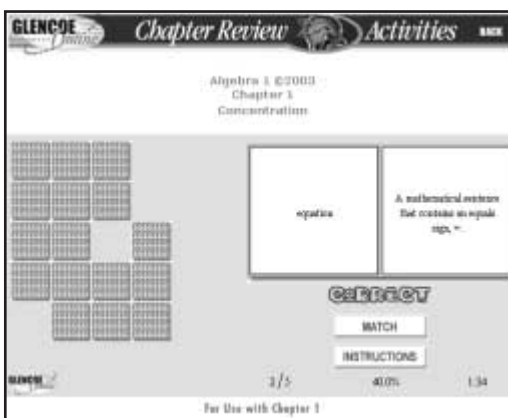 GLENCOE Online Chapter Review Activities BACK
Algebra 1 ©2003
Chapter 1
Concentration
equation
A mathematical sentence
that contains an equals
sign, =.
CORRECT
MATCH
INSTRUCTIONS
GLENCOE 2/5 40.0% 1:34
For Use with Chapter 1